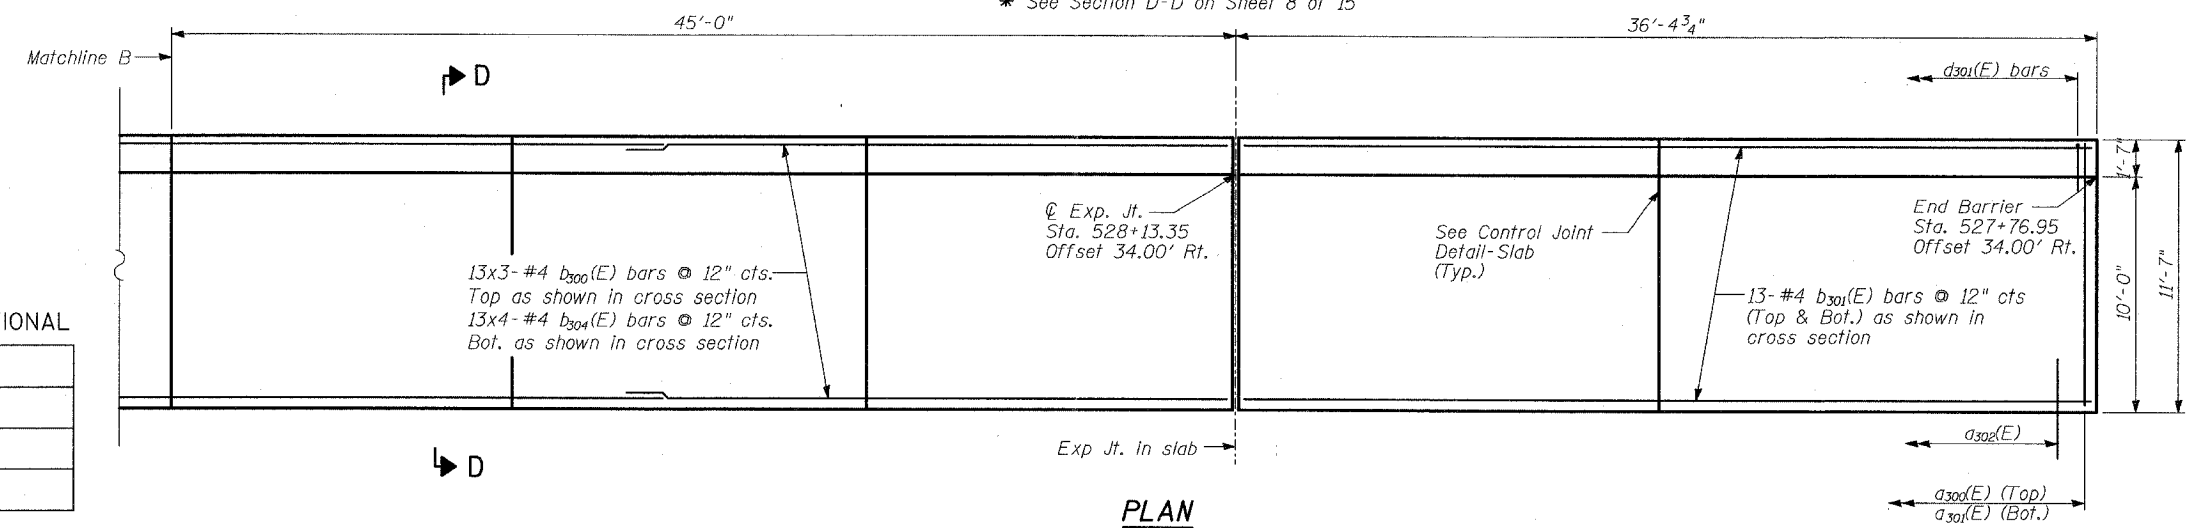 * See Section D-D on Sheet 8 of 15
45'-0"
36'-4 3/4"
Matchline B
D
d301(E) bars
1'-7"
℄ Exp. Jt.
Sta. 528+13.35
Offset 34.00' Rt.
See Control Joint
Detail-Slab
(Typ.)
End Barrier
Sta. 527+76.95
Offset 34.00' Rt.
13x3-#4 b300(E) bars @ 12" cts.
Top as shown in cross section
13x4-#4 b304(E) bars @ 12" cts.
Bot. as shown in cross section
13-#4 b301(E) bars @ 12" cts
(Top & Bot.) as shown in
cross section
10'-0"
11'-7"
IONAL
Exp Jt. in slab
a302(E)
D
a300(E) (Top)
a301(E) (Bot.)
PLAN